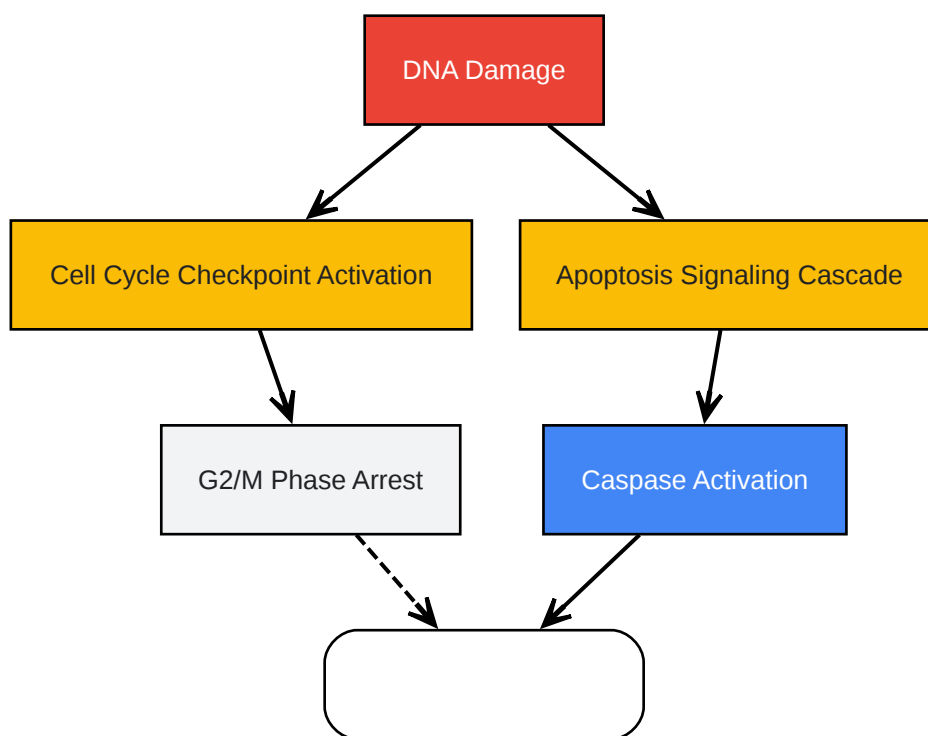 DNA Damage
Cell Cycle Checkpoint Activation
Apoptosis Signaling Cascade
G2/M Phase Arrest
Caspase Activation